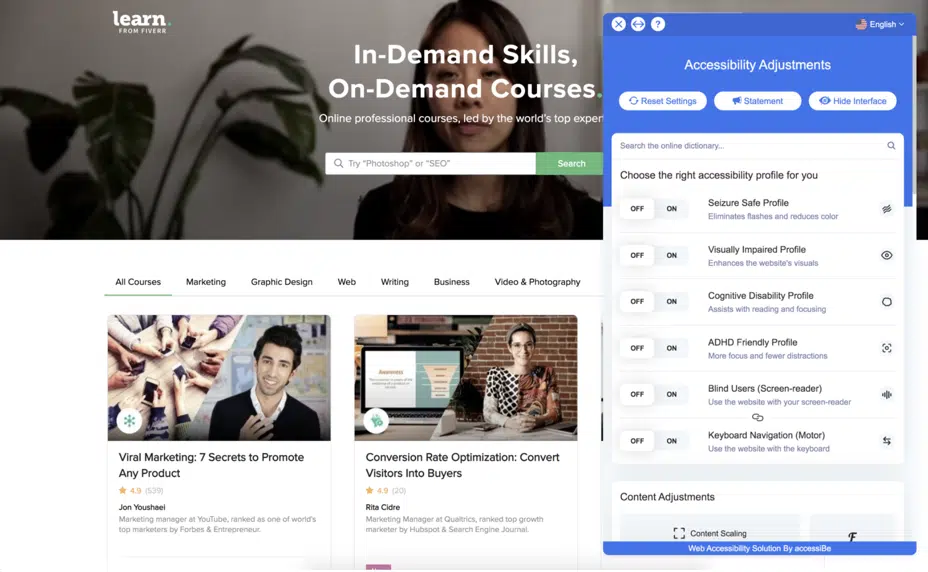 learn.
FROM FIVERR
In-Demand Skills,
On-Demand Courses.
Online professional courses, led by the world's top exper
Try "Photoshop" or "SEO"
Search
All Courses
Marketing
Graphic Design
Web
Writing
Business
Video & Photography
Viral Marketing: 7 Secrets to Promote
Any Product
4.9 (539)
Jon Youshaei
Marketing manager at YouTube, ranked as one of world's
top marketers by Forbes & Entrepreneur.
Awareness
Conversion Rate Optimization: Convert
Visitors Into Buyers
4.9 (20)
Rita Cidre
Marketing Manager at Qualtrics, ranked top growth
marketer by Hubspot & Search Engine Journal.
English
Accessibility Adjustments
Reset Settings
Statement
Hide Interface
Search the online dictionary...
Choose the right accessibility profile for you
OFF ON
Seizure Safe Profile
Eliminates flashes and reduces color
OFF ON
Visually Impaired Profile
Enhances the website's visuals
OFF ON
Cognitive Disability Profile
Assists with reading and focusing
OFF ON
ADHD Friendly Profile
More focus and fewer distractions
OFF ON
Blind Users (Screen-reader)
Use the website with your screen-reader
OFF ON
Keyboard Navigation (Motor)
Use the website with the keyboard
Content Adjustments
Content Scaling
Web Accessibility Solution By accessiBe